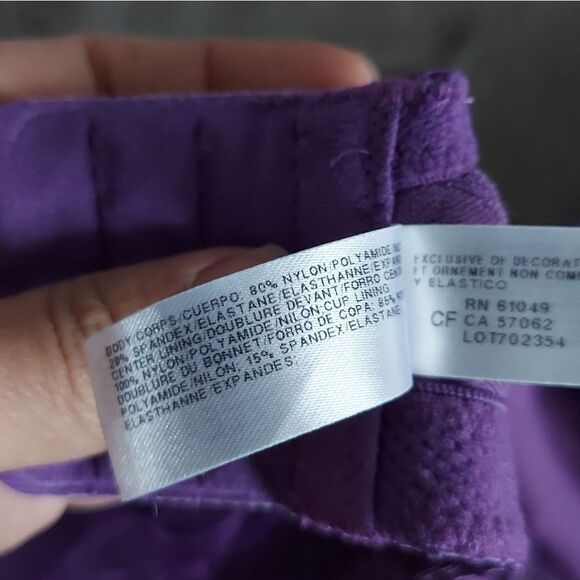 BODY CORPS/CUERPO: 80% NYLON/POLYAMIDE/
20% SPANDEX/ELASTANE/ELASTHANNE/
CENTER LINING/DOUBLURE DEVANT/FORRO
100% NYLON/POLYAMIDE/NILON: CUP LINING
DOUBLURE DU BONNET/FORRO DE COPA: 85%
POLYAMIDE/NILON: 15% SPANDEX/ELASTANE
ELASTHANNE/EXPANDES:
EXCLUSIVE OF DECORAT
ET ORNEMENT NON COM
Y ELASTICO
RN 61049
CF CA 57062
LOT702354